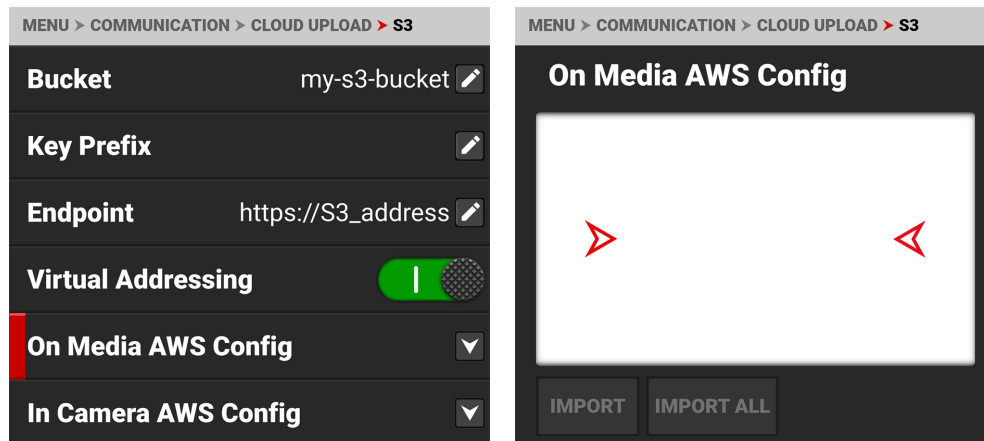 MENU > COMMUNICATION > CLOUD UPLOAD > S3
Bucket my-s3-bucket
Key Prefix
Endpoint https://S3_address
Virtual Addressing
On Media AWS Config
In Camera AWS Config
MENU > COMMUNICATION > CLOUD UPLOAD > S3
On Media AWS Config
IMPORT IMPORT ALL